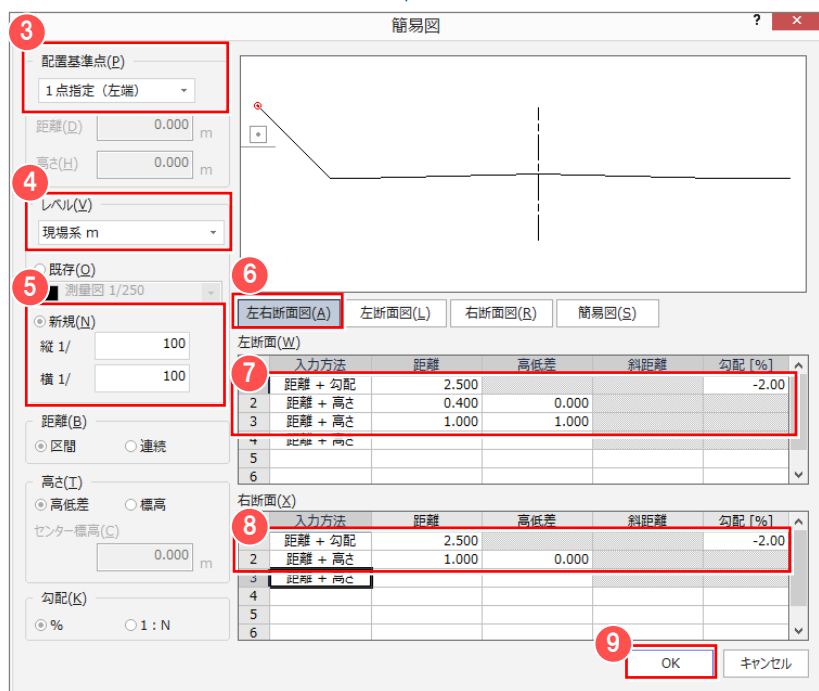 簡易図
? ×
3
配置基準点(P)
1点指定(左端)
距離(D) 0.000 m
高さ(H) 0.000 m
4
レベル(V)
現場系 m
既存(O)
測量図 1/250
5
新規(N)
縦 1/ 100
横 1/ 100
距離(B)
区間 連続
高さ(T)
高低差 標高
センター標高(C)
0.000 m
勾配(K)
% 1:N
6
左右断面図(A) 左断面図(L) 右断面図(R) 簡易図(S)
左断面(W)
入力方法 距離 高低差 斜距離 勾配 [%]
7
距離 + 勾配 2.500 -2.00
2 距離 + 高さ 0.400 0.000
3 距離 + 高さ 1.000 1.000
4 距離 + 高さ
5
6
右断面(X)
入力方法 距離 高低差 斜距離 勾配 [%]
8
距離 + 勾配 2.500 -2.00
2 距離 + 高さ 1.000 0.000
3 距離 + 高さ
4
5
6
9
OK キャンセル